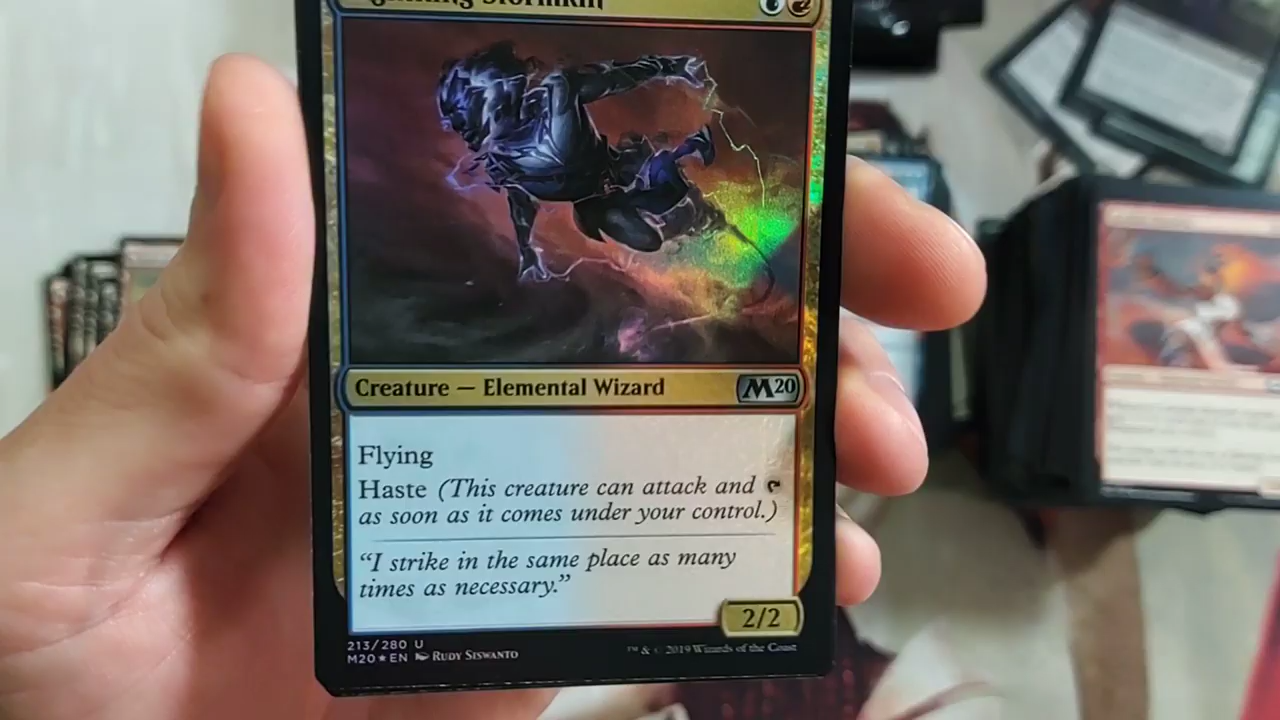 Creature — Elemental Wizard
M20
Flying
Haste (This creature can attack and
as soon as it comes under your control.)
“I strike in the same place as many
times as necessary.”
2/2
213/280 U
M20★EN RUDY SISWANTO
™ & © 2019 Wizards of the Coast